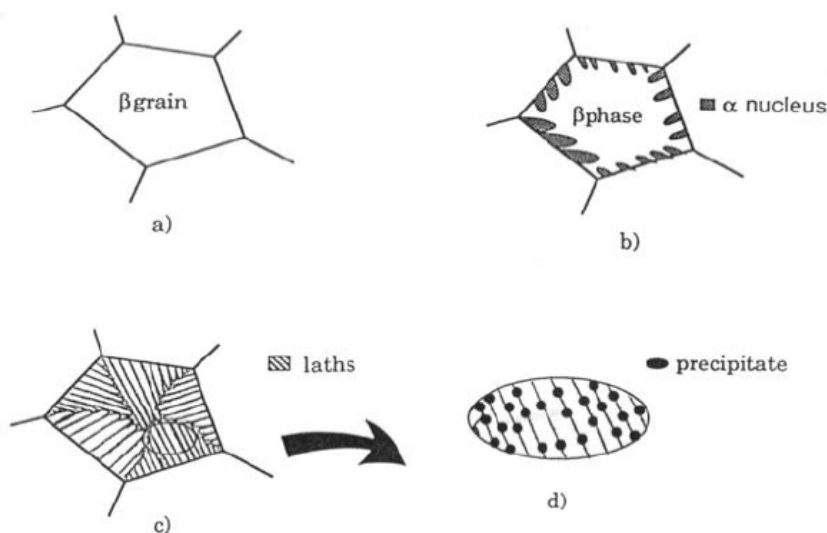 βgrain
a)
βphase
α nucleus
b)
laths
c)
precipitate
d)